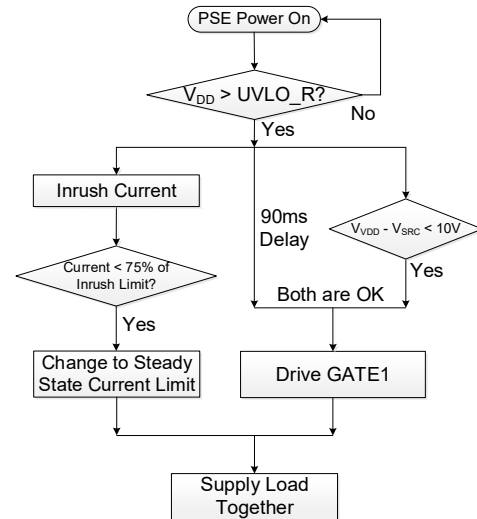 PSE Power On
V_DD > UVLO_R?
No
Yes
Inrush Current
90ms
Delay
V_VDD - V_SRC < 10V
Current < 75% of
Inrush Limit?
Yes
Both are OK
Yes
Change to Steady
State Current Limit
Drive GATE1
Supply Load
Together